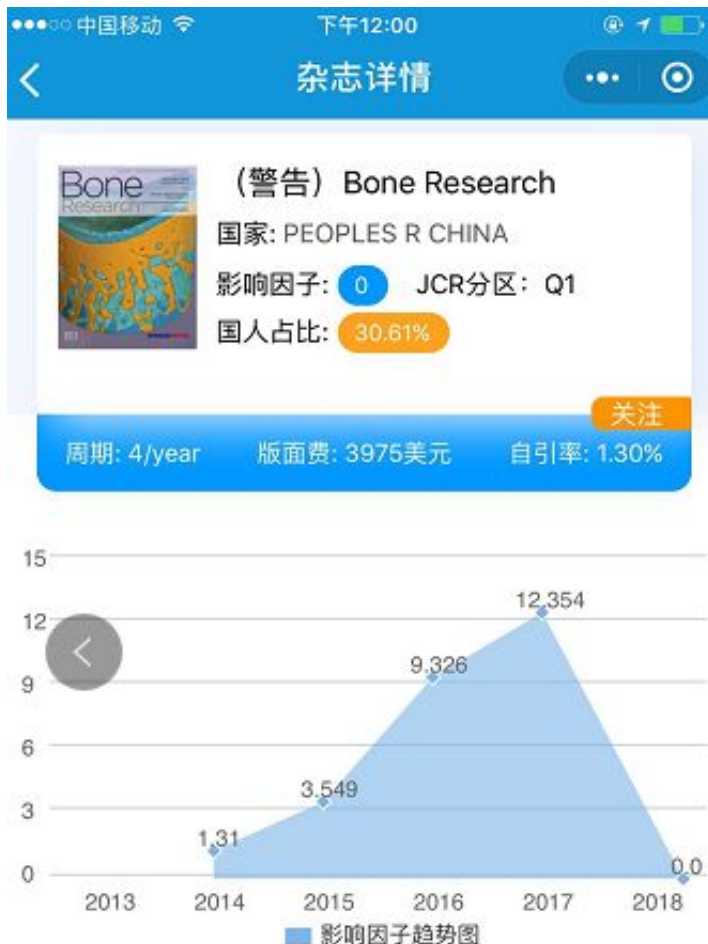 中国移动 下午12:00
杂志详情
Bone
Research
（警告）Bone Research
国家: PEOPLES R CHINA
影响因子: 0 JCR分区：Q1
国人占比: 30.61%
关注
周期: 4/year 版面费: 3975美元 自引率: 1.30%
15
12.354
12
9.326
9
6
3.549
3
1.31
0.0
0
2013 2014 2015 2016 2017 2018
影响因子趋势图